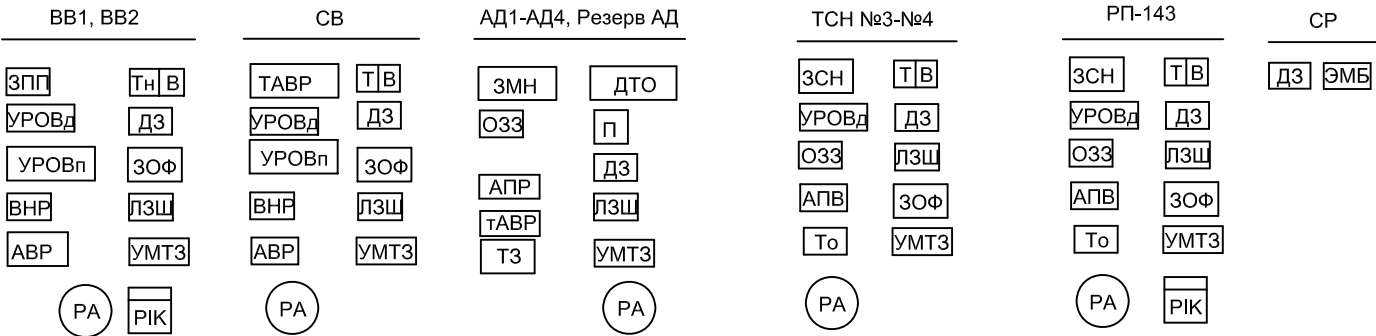 ВВ1, ВВ2
ЗПП Тн В
УРОВд ДЗ
УРОВп ЗОФ
ВНР ЛЗШ
АВР УМТЗ
PA PIK
СВ
ТАВР Т В
УРОВд ДЗ
УРОВп ЗОФ
ВНР ЛЗШ
АВР УМТЗ
PA
АД1-АД4, Резерв АД
ЗМН ДТО
ОЗЗ П
ДЗ
АПР ЛЗШ
тАВР
ТЗ УМТЗ
PA
ТСН №3-№4
ЗСН Т В
УРОВд ДЗ
ОЗЗ ЛЗШ
АПВ ЗОФ
То УМТЗ
PA
РП-143
ЗСН Т В
УРОВд ДЗ
ОЗЗ ЛЗШ
АПВ ЗОФ
То УМТЗ
PA PIK
СР
ДЗ ЭМБ